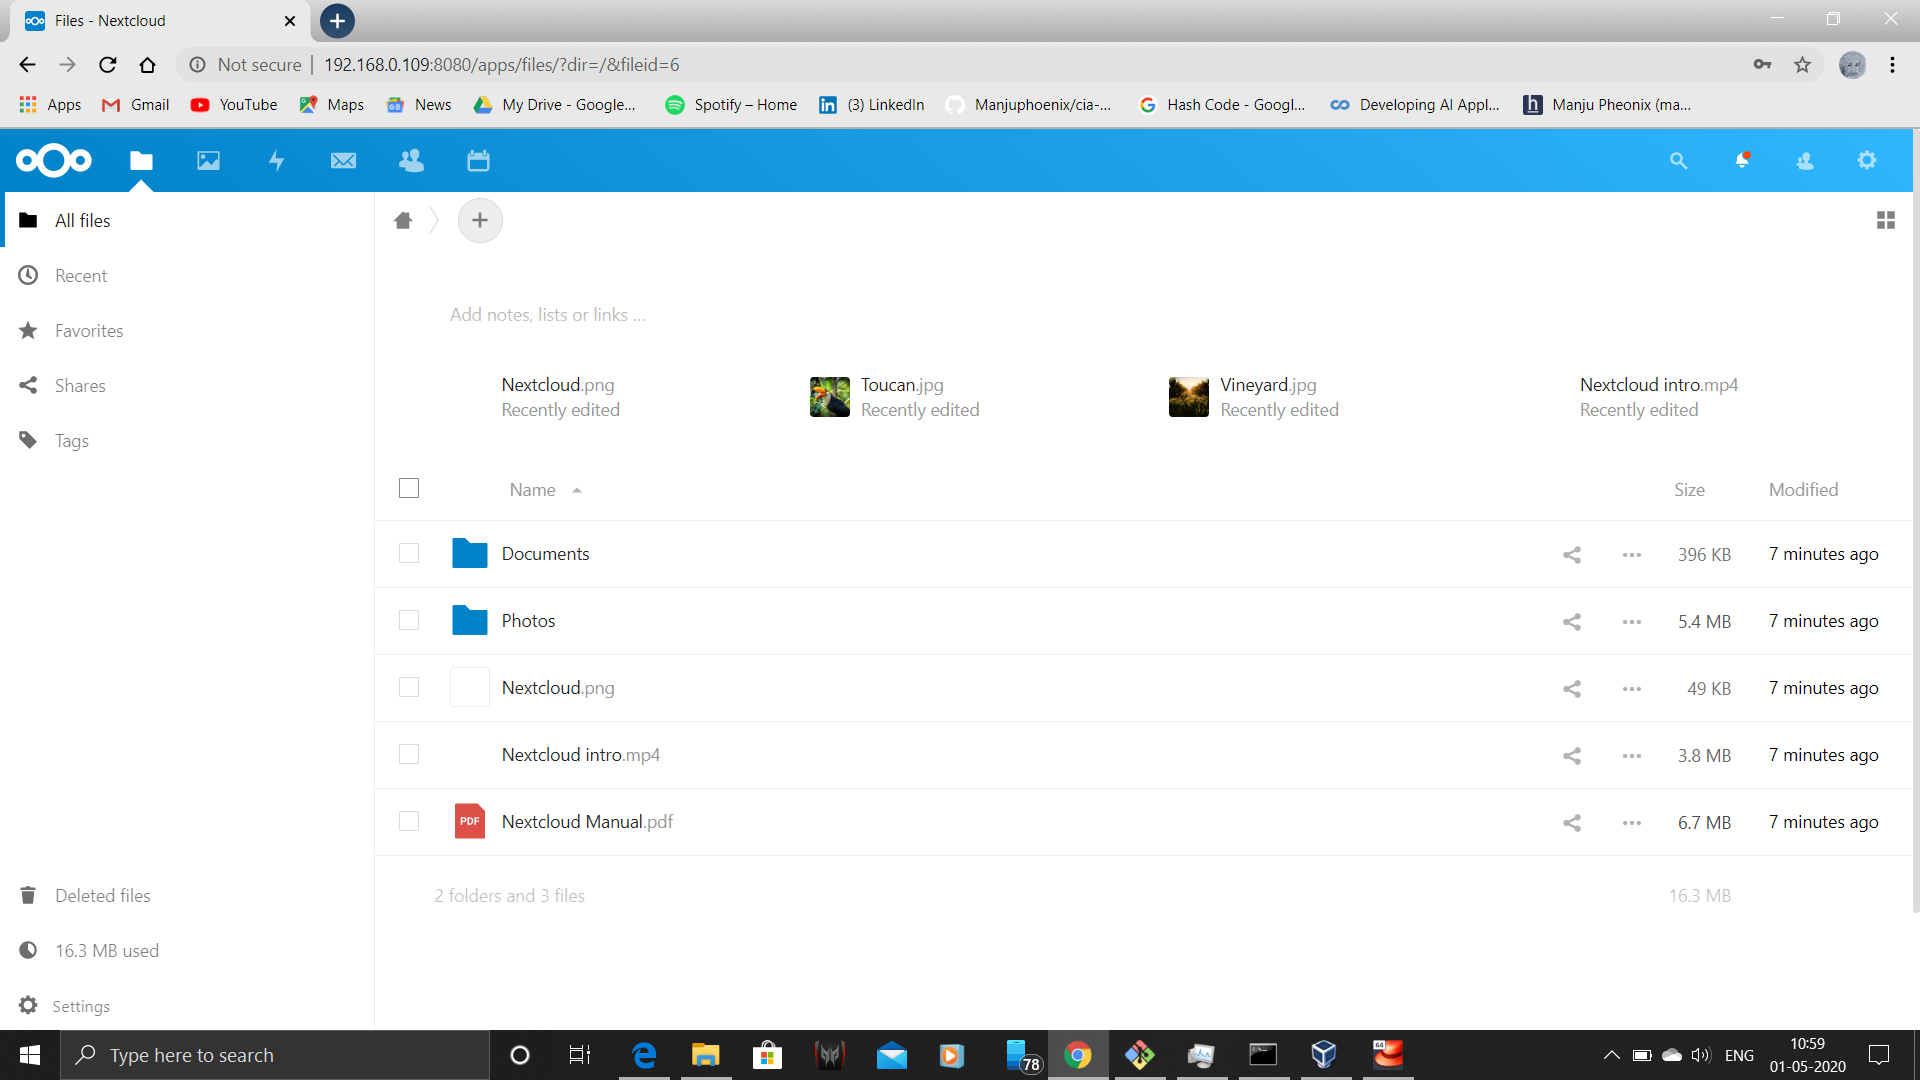 Files - Nextcloud
Not secure | 192.168.0.109:8080/apps/files/?dir=/&fileid=6
Apps Gmail YouTube Maps News My Drive - Google... Spotify – Home (3) LinkedIn Manjuphoenix/cia-... Hash Code - Googl... Developing AI Appl... Manju Pheonix (ma...
All files
Recent
Favorites
Shares
Tags
Add notes, lists or links ...
Nextcloud.png Toucan.jpg Vineyard.jpg Nextcloud intro.mp4
Recently edited Recently edited Recently edited Recently edited
Name Size Modified
Documents 396 KB 7 minutes ago
Photos 5.4 MB 7 minutes ago
Nextcloud.png 49 KB 7 minutes ago
Nextcloud intro.mp4 3.8 MB 7 minutes ago
PDF Nextcloud Manual.pdf 6.7 MB 7 minutes ago
2 folders and 3 files 16.3 MB
Deleted files
16.3 MB used
Settings
Type here to search
78
64
ENG
10:59
01-05-2020